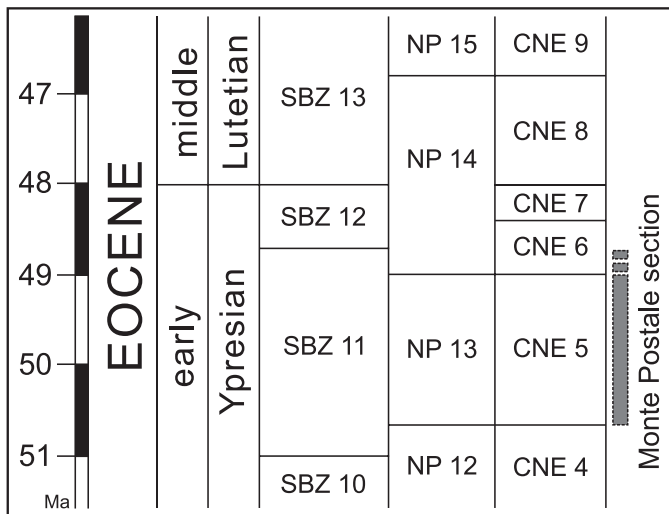 47
48
49
50
51
Ma
EOCENE
middle
early
Lutetian
Ypresian
SBZ 13
SBZ 12
SBZ 11
SBZ 10
NP 15
NP 14
NP 13
NP 12
CNE 9
CNE 8
CNE 7
CNE 6
CNE 5
CNE 4
Monte Postale section